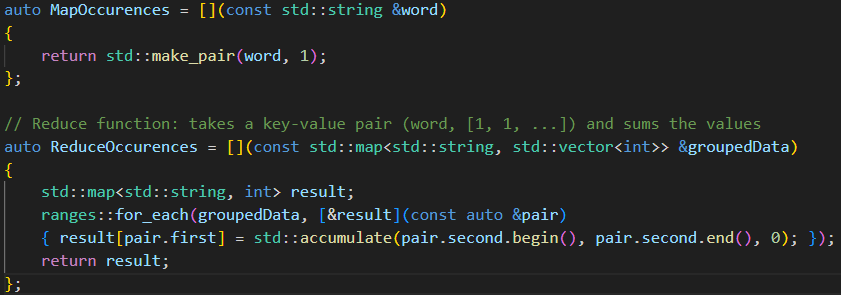 auto MapOccurences = [](const std::string &word)
{
    return std::make_pair(word, 1);
};

// Reduce function: takes a key-value pair (word, [1, 1, ...]) and sums the values
auto ReduceOccurences = [](const std::map<std::string, std::vector<int>> &groupedData)
{
    std::map<std::string, int> result;
    ranges::for_each(groupedData, [&result](const auto &pair)
    { result[pair.first] = std::accumulate(pair.second.begin(), pair.second.end(), 0); });
    return result;
};